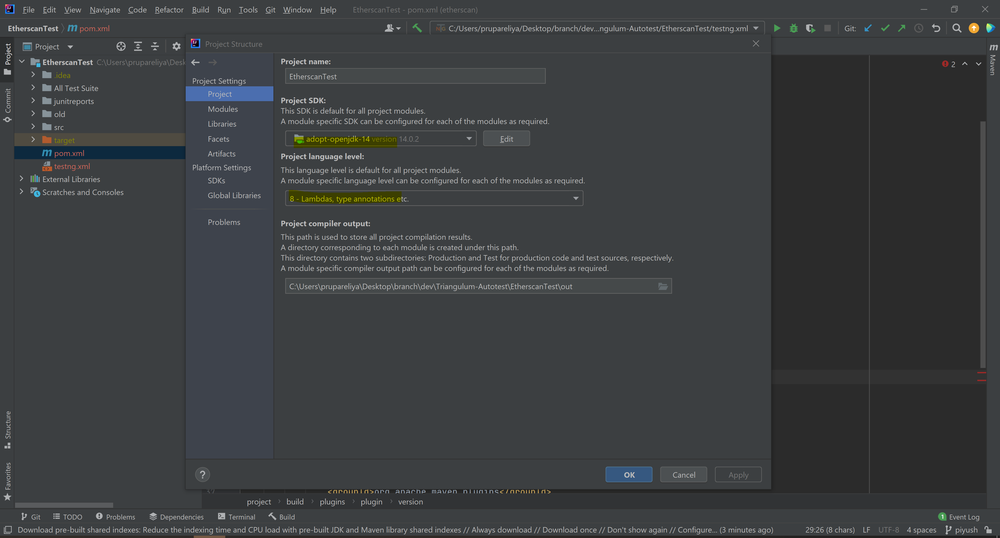 File Edit View Navigate Code Refactor Build Run Tools Git Window Help EtherscanTest - pom.xml (etherscan)
EtherscanTest m pom.xml C:/Users/prupareliya/Desktop/branch/dev...ngulum-Autotest/EtherscanTest/testng.xml Git:
Project
Commit
Structure
Favorites
Project
EtherscanTest C:\Users\prupareliya\Desk
.idea
All Test Suite
junitreports
old
src
target
m pom.xml
testng.xml
External Libraries
Scratches and Consoles
Project Structure
Project Settings
Project
Modules
Libraries
Facets
Artifacts
Platform Settings
SDKs
Global Libraries
Problems
Project name:
EtherscanTest
Project SDK:
This SDK is default for all project modules.
A module specific SDK can be configured for each of the modules as required.
adopt-openjdk-14 version 14.0.2 Edit
Project language level:
This language level is default for all project modules.
A module specific language level can be configured for each of the modules as required.
8 - Lambdas, type annotations etc.
Project compiler output:
This path is used to store all project compilation results.
A directory corresponding to each module is created under this path.
This directory contains two subdirectories: Production and Test for production code and test sources, respectively.
A module specific compiler output path can be configured for each of the modules as required.
C:\Users\prupareliya\Desktop\branch\dev\Triangulum-Autotest\EtherscanTest\out
? OK Cancel Apply
2
m Maven
37 <groupId>org.apache.maven.plugins</groupId>
project › build › plugins › plugin › version
Git TODO Problems Dependencies Terminal Build 1 Event Log
Download pre-built shared indexes: Reduce the indexing time and CPU load with pre-built JDK and Maven library shared indexes // Always download // Download once // Don't show again // Configure... (3 minutes ago) 29:26 (8 chars) LF UTF-8 4 spaces piyush